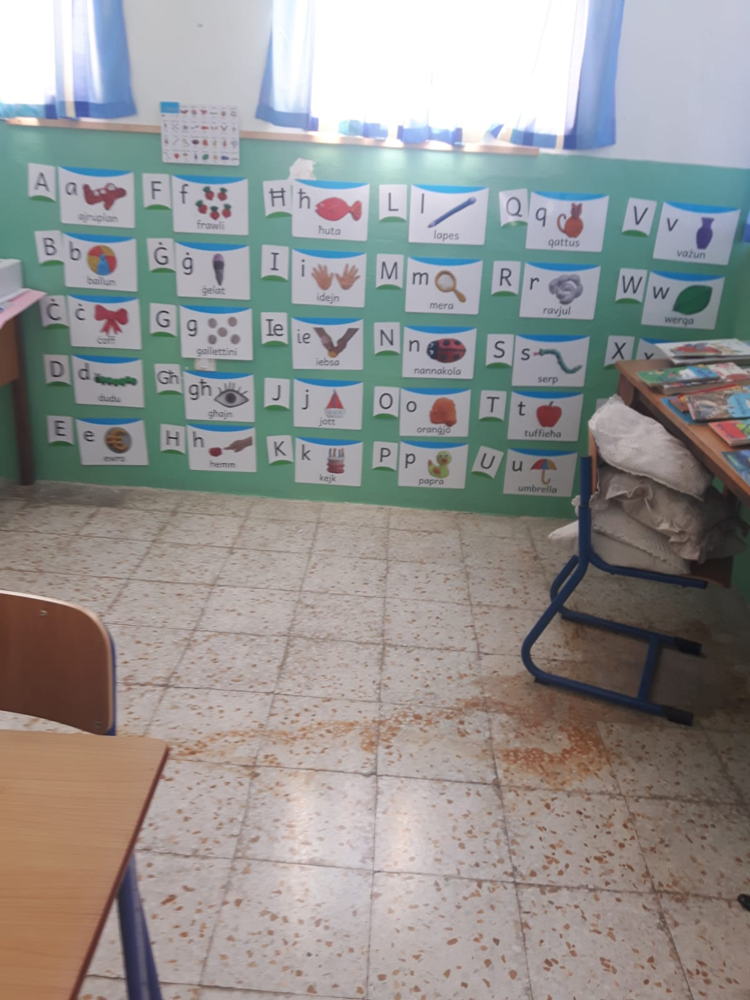 A
a
ajruplan
B
b
ballun
Ċ
ċ
ċoff
D
d
dudu
E
e
ewro
F
f
frawli
Ġ
ġ
ġelat
G
g
gallettini
Għ
għ
għajn
H
h
hemm
Ħ
ħ
ħuta
I
i
idejn
Ie
ie
iebsa
J
j
jott
K
k
kejk
L
l
lapes
M
m
mera
N
n
nannakola
O
o
oranġjo
P
p
papra
Q
q
qattus
R
r
ravjul
S
s
serp
T
t
tuffieħa
U
u
umbrella
V
v
vażun
W
w
werqa
X
x